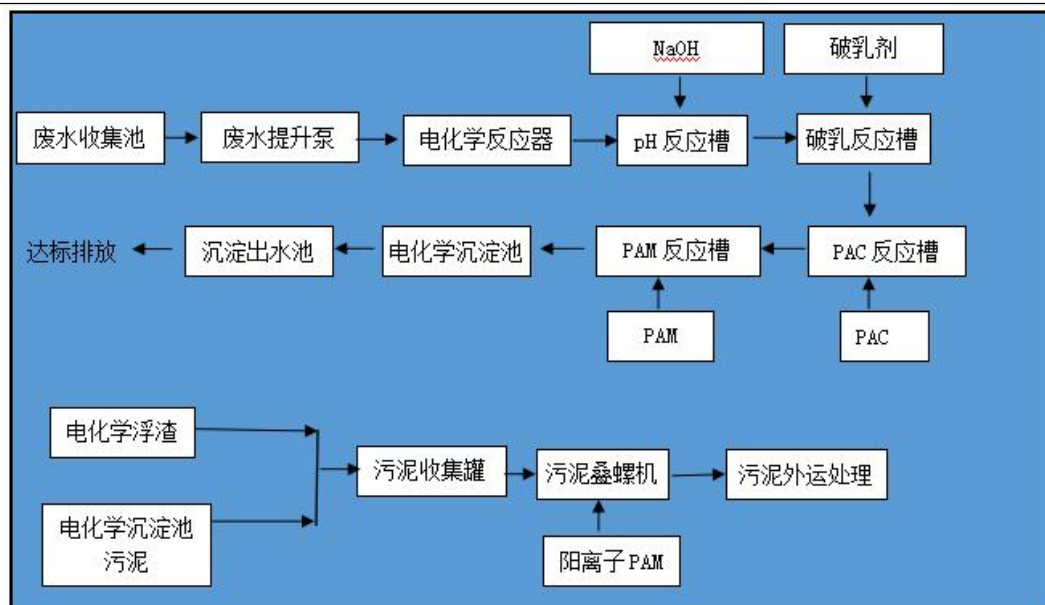 NaOH
破乳剂
废水收集池
废水提升泵
电化学反应器
pH 反应槽
破乳反应槽
达标排放
沉淀出水池
电化学沉淀池
PAM 反应槽
PAC 反应槽
PAM
PAC
电化学浮渣
污泥收集罐
污泥叠螺机
污泥外运处理
电化学沉淀池
污泥
阳离子 PAM